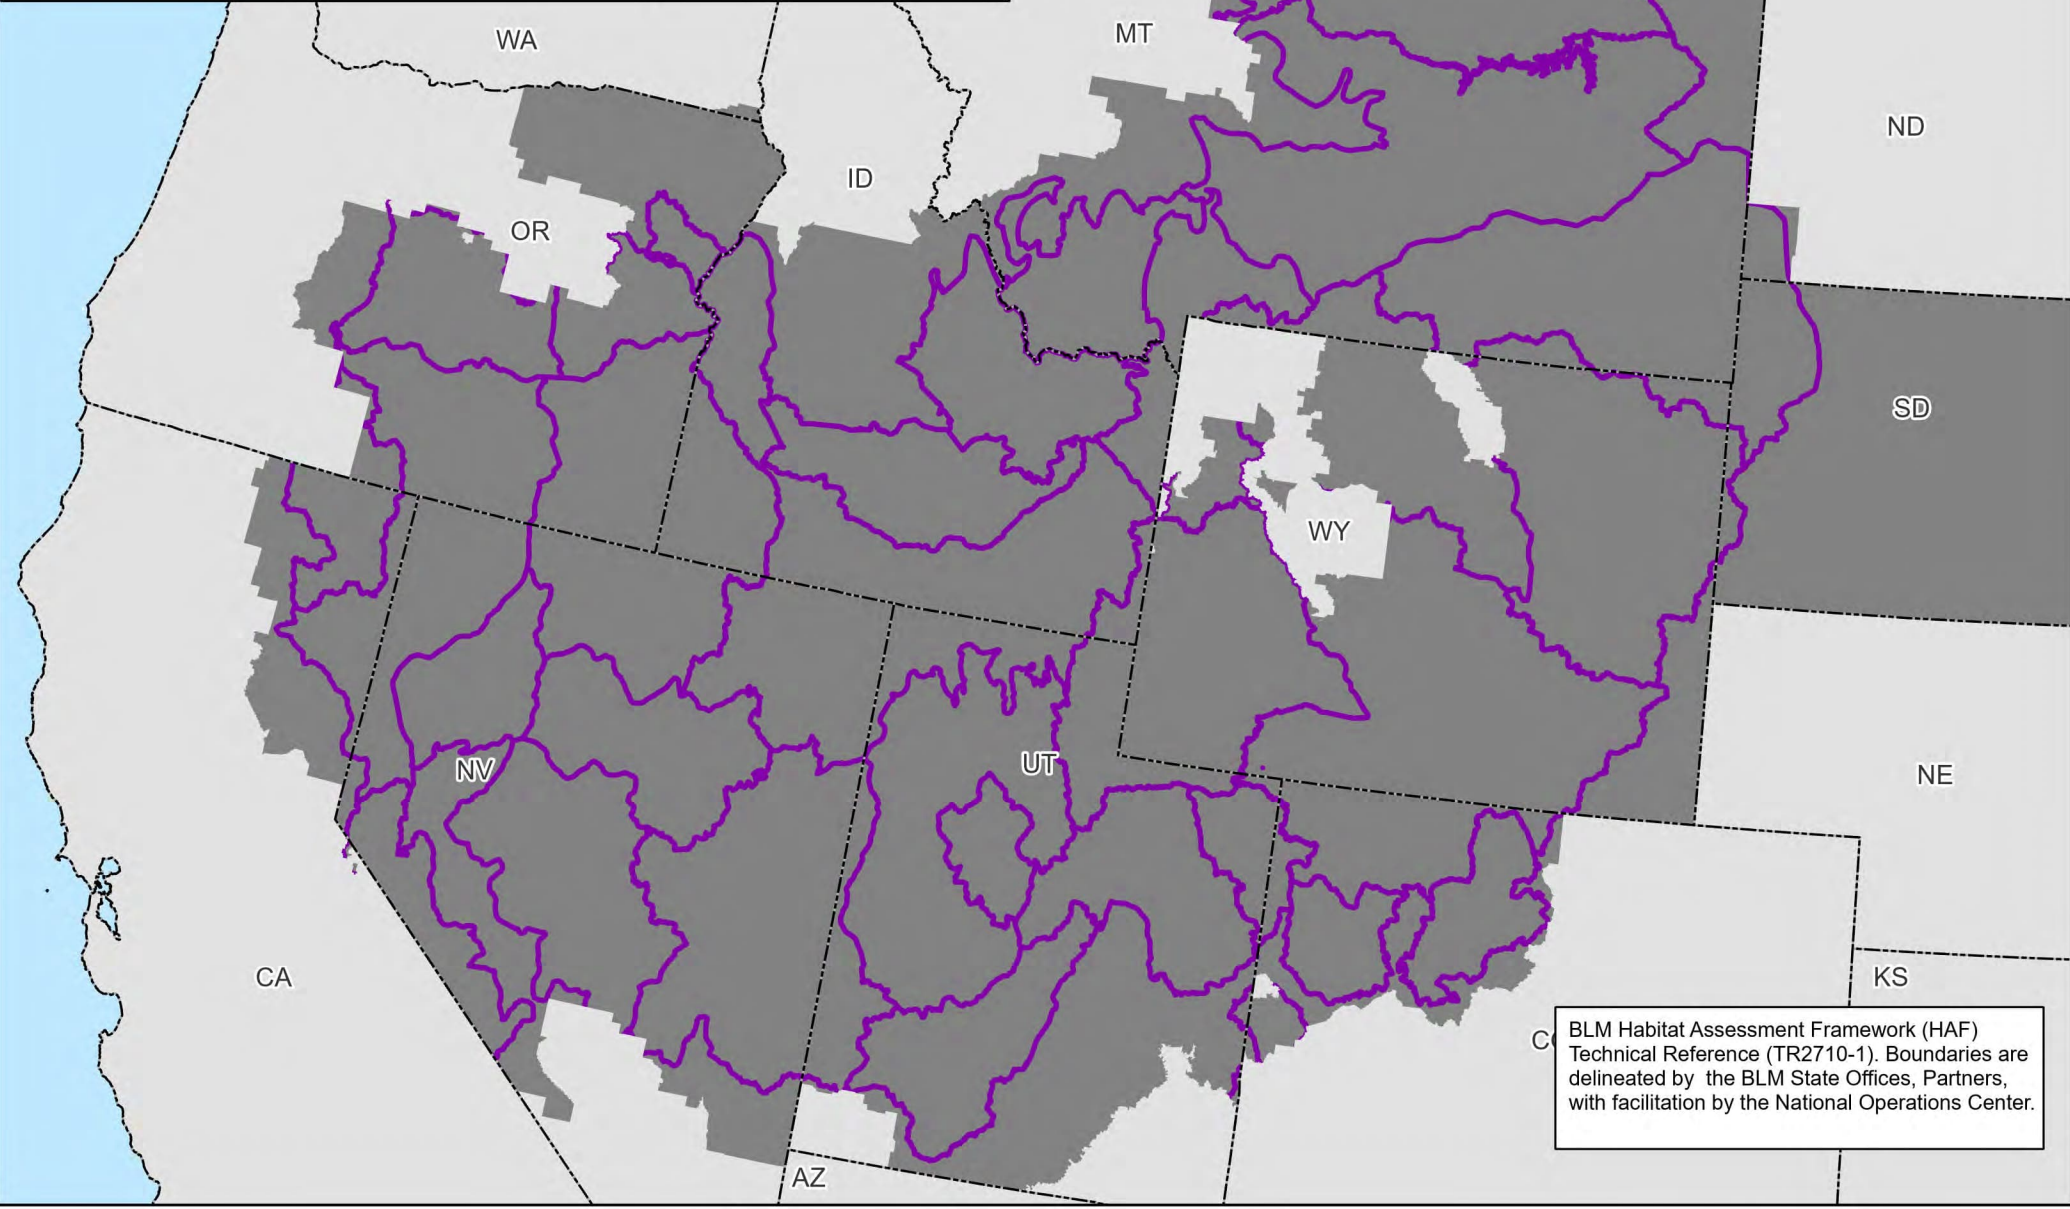 WA
MT
ND
ID
OR
SD
WY
NV
UT
NE
CA
KS
CO
BLM Habitat Assessment Framework (HAF)
Technical Reference (TR2710-1). Boundaries are
delineated by the BLM State Offices, Partners,
with facilitation by the National Operations Center.
AZ